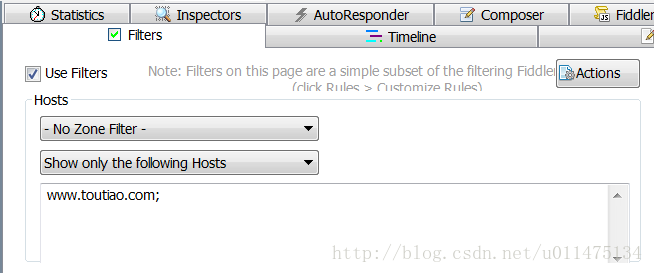 Statistics Inspectors AutoResponder Composer Fiddler
Filters Timeline
Use Filters Note: Filters on this page are a simple subset of the filtering Fiddler Actions
(click Rules > Customize Rules)
Hosts
- No Zone Filter -
Show only the following Hosts
www.toutiao.com;
http://blog.csdn.net/u011475134